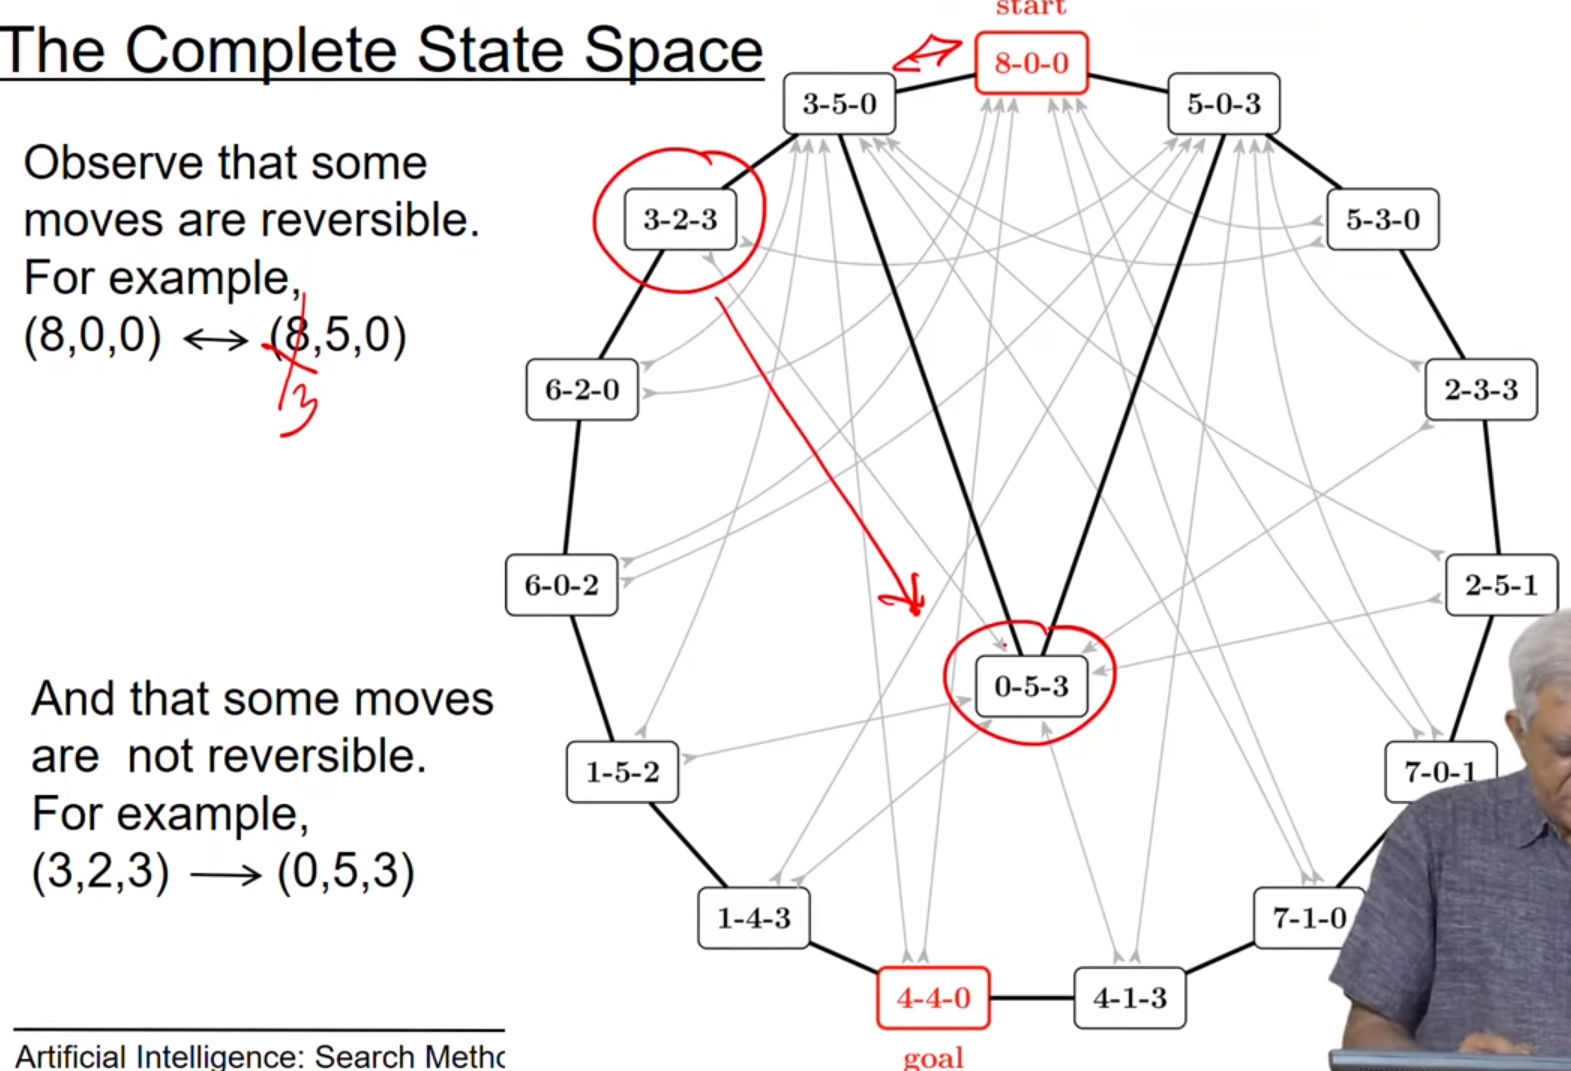 The Complete State Space
Observe that some
moves are reversible.
For example,
(8,0,0) ↔ (8,5,0)
3
And that some moves
are not reversible.
For example,
(3,2,3) → (0,5,3)
start
8-0-0
3-5-0
5-0-3
3-2-3
5-3-0
6-2-0
2-3-3
6-0-2
2-5-1
0-5-3
1-5-2
7-0-1
1-4-3
7-1-0
4-4-0
4-1-3
goal
Artificial Intelligence: Search